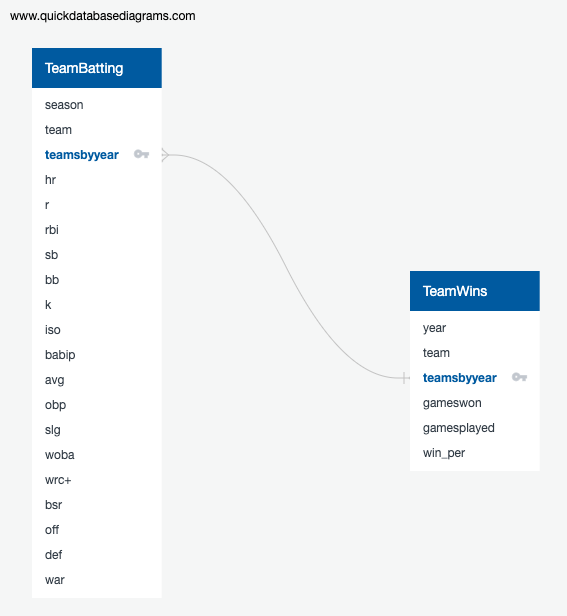 www.quickdatabasediagrams.com
TeamBatting
season
team
teamsbyyear
hr
r
rbi
sb
bb
k
iso
babip
avg
obp
slg
woba
wrc+
bsr
off
def
war
TeamWins
year
team
teamsbyyear
gameswon
gamesplayed
win_per